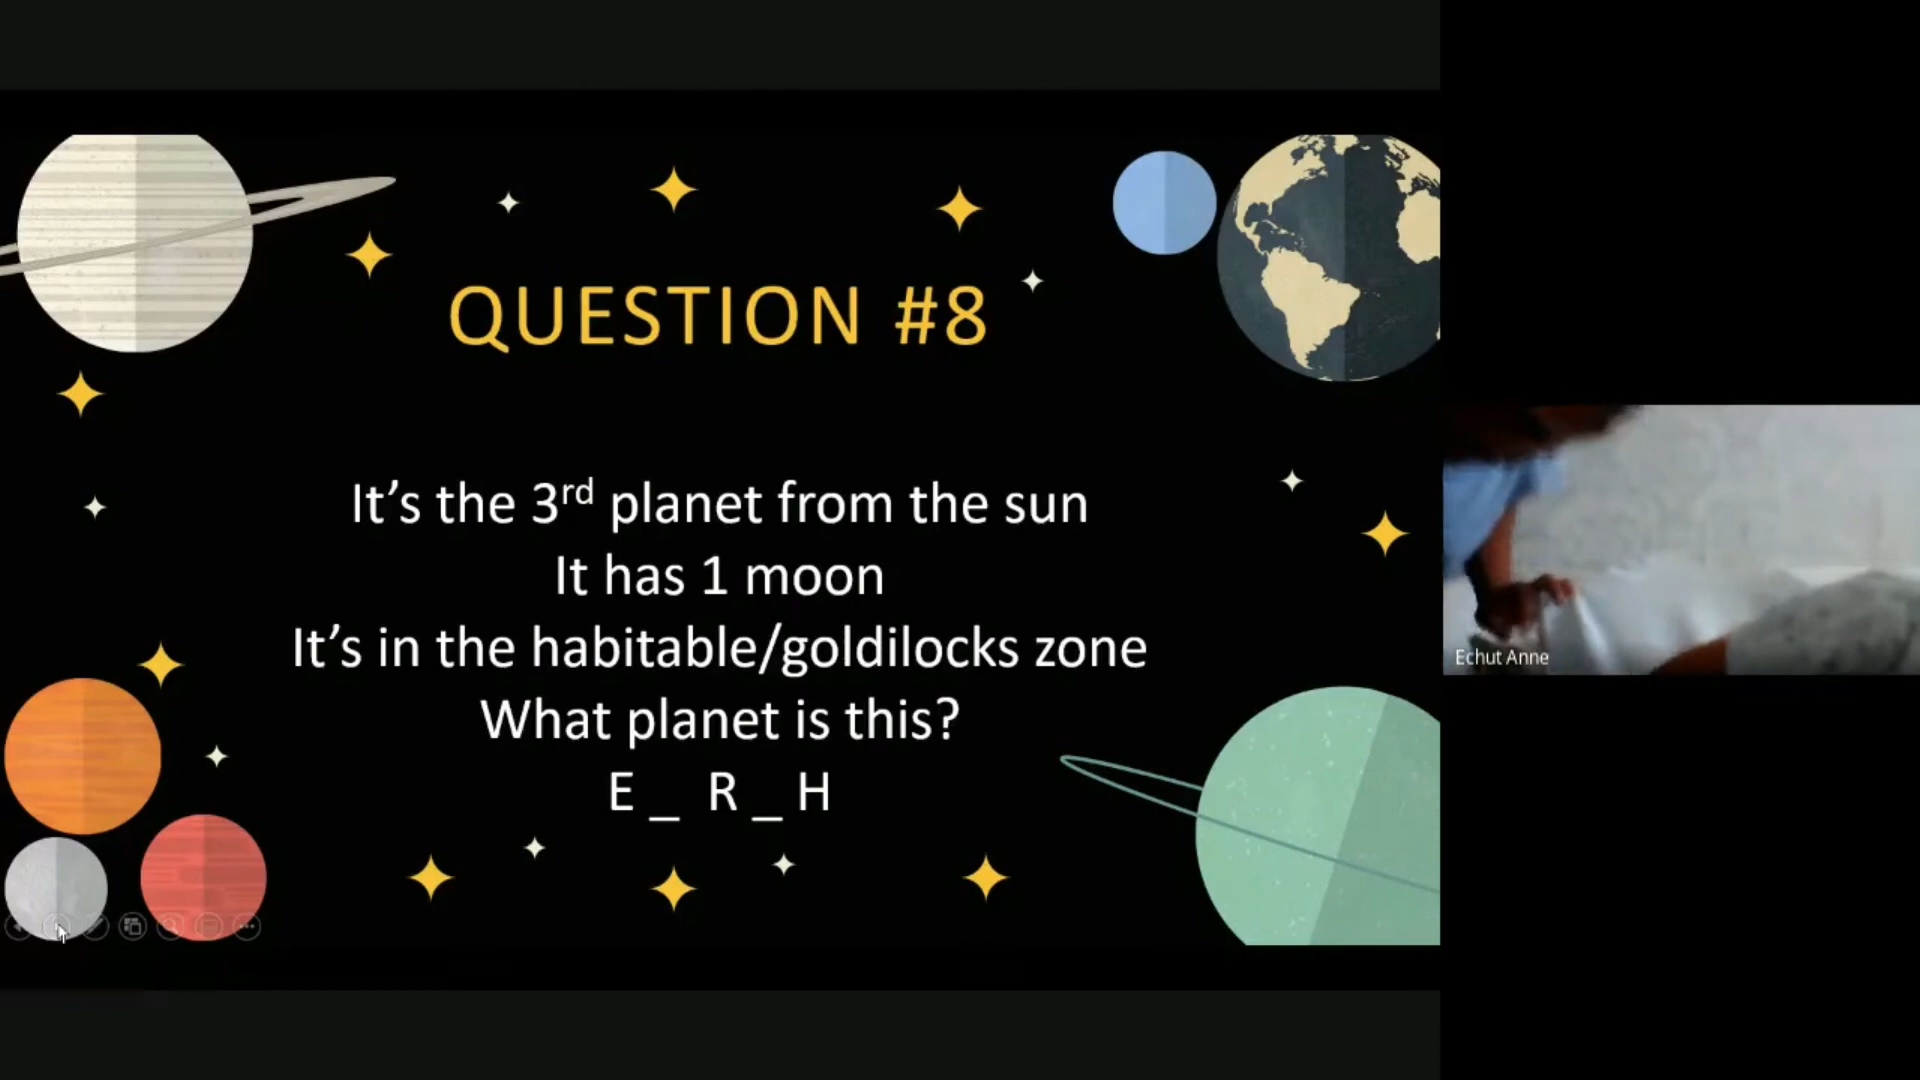 QUESTION #8
It's the 3rd planet from the sun
It has 1 moon
It's in the habitable/goldilocks zone
What planet is this?
E _ R _ H
Echut Anne